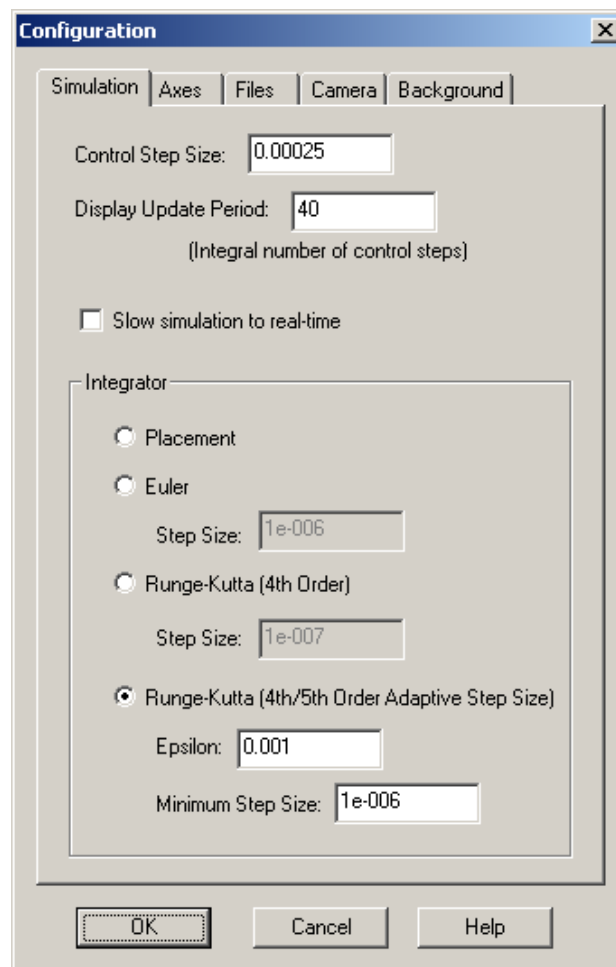 Configuration
Simulation Axes Files Camera Background
Control Step Size: 0.00025
Display Update Period: 40
(Integral number of control steps)
Slow simulation to real-time
Integrator
Placement
Euler
Step Size: 1e-006
Runge-Kutta (4th Order)
Step Size: 1e-007
Runge-Kutta (4th/5th Order Adaptive Step Size)
Epsilon: 0.001
Minimum Step Size: 1e-006
OK Cancel Help